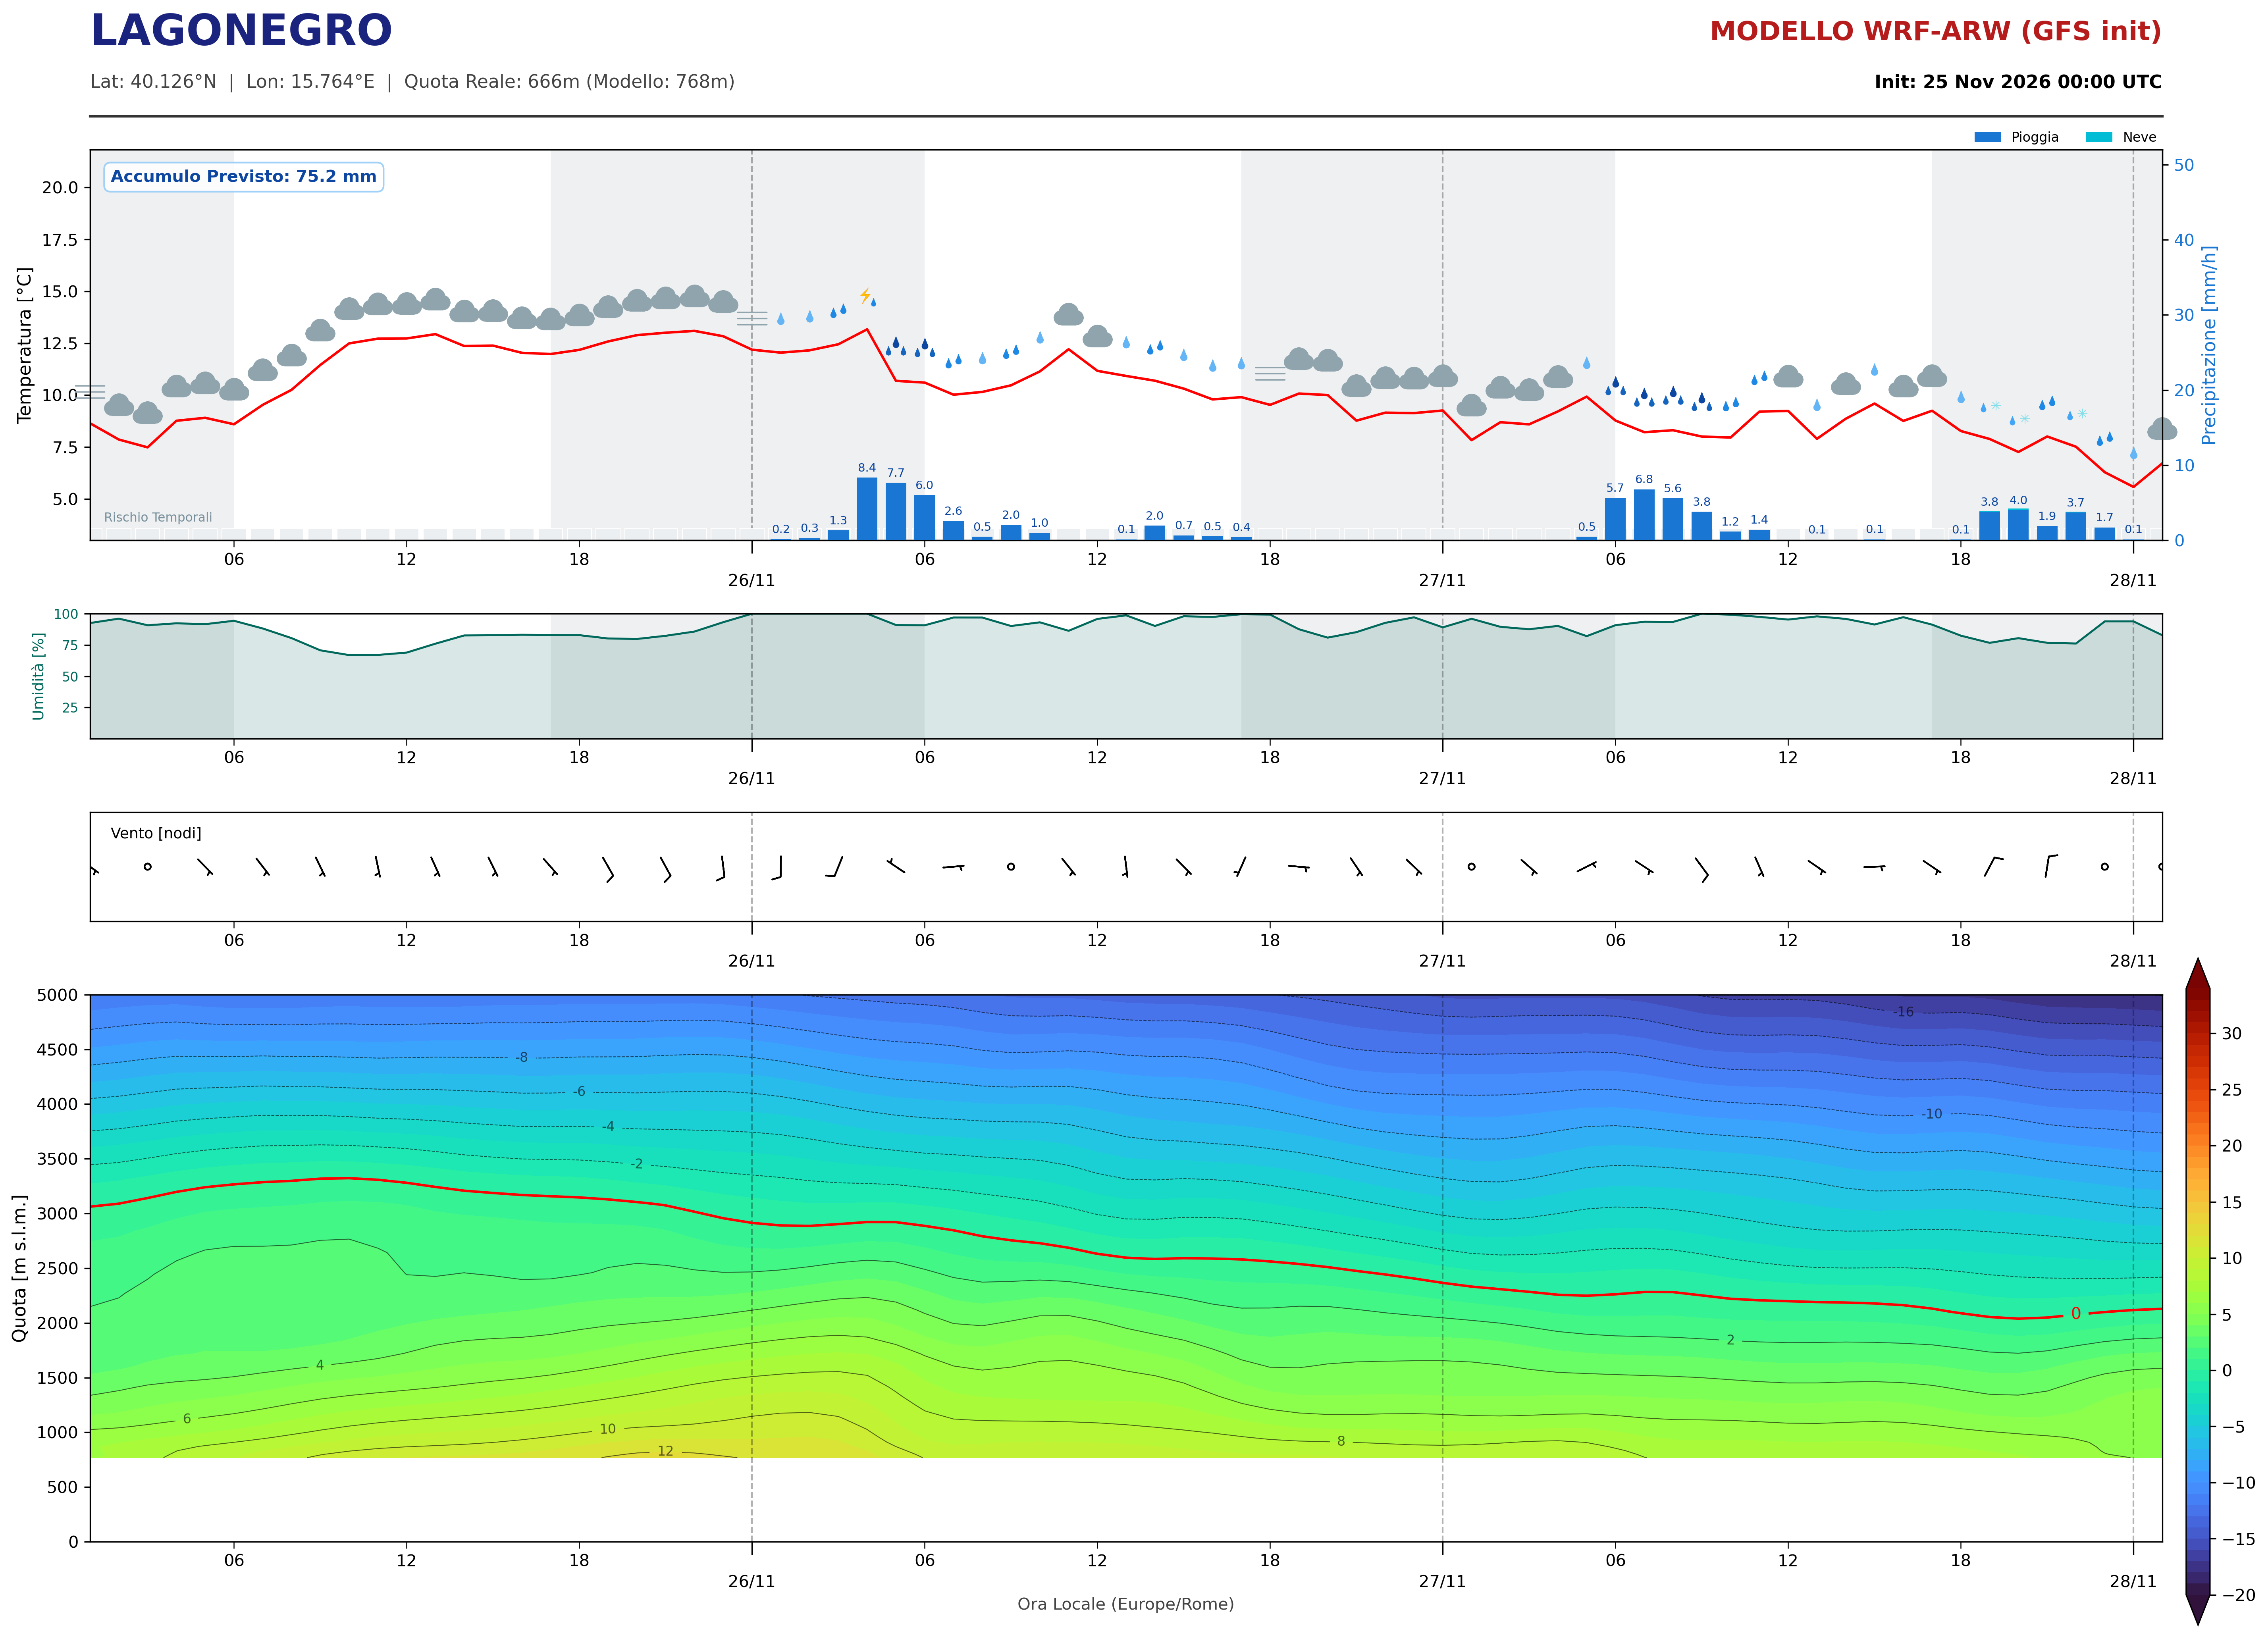 LAGONEGRO
MODELLO WRF-ARW (GFS init)
Lat: 40.126°N | Lon: 15.764°E | Quota Reale: 666m (Modello: 768m)
Init: 25 Nov 2026 00:00 UTC
Pioggia Neve
Accumulo Previsto: 75.2 mm
Temperatura [°C]
20.0
17.5
15.0
12.5
10.0
7.5
5.0
Precipitazione [mm/h]
50
40
30
20
10
0
Rischio Temporali
0.2 0.3 1.3 8.4 7.7 6.0 2.6 0.5 2.0 1.0 0.1 2.0 0.7 0.5 0.4 0.5 5.7 6.8 5.6 3.8 1.2 1.4 0.1 0.1 0.1 3.8 4.0 1.9 3.7 1.7 0.1
06 12 18 06 12 18 06 12 18
26/11 27/11 28/11
Umidità [%]
100
75
50
25
06 12 18 06 12 18 06 12 18
26/11 27/11 28/11
Vento [nodi]
06 12 18 06 12 18 06 12 18
26/11 27/11 28/11
Quota [m s.l.m.]
5000
4500
4000
3500
3000
2500
2000
1500
1000
500
0
-16
-8
-6
-10
-4
-2
0
2
4
6
10
8
12
06 12 18 06 12 18 06 12 18
26/11 27/11 28/11
Ora Locale (Europe/Rome)
30
25
20
15
10
5
0
−5
−10
−15
−20